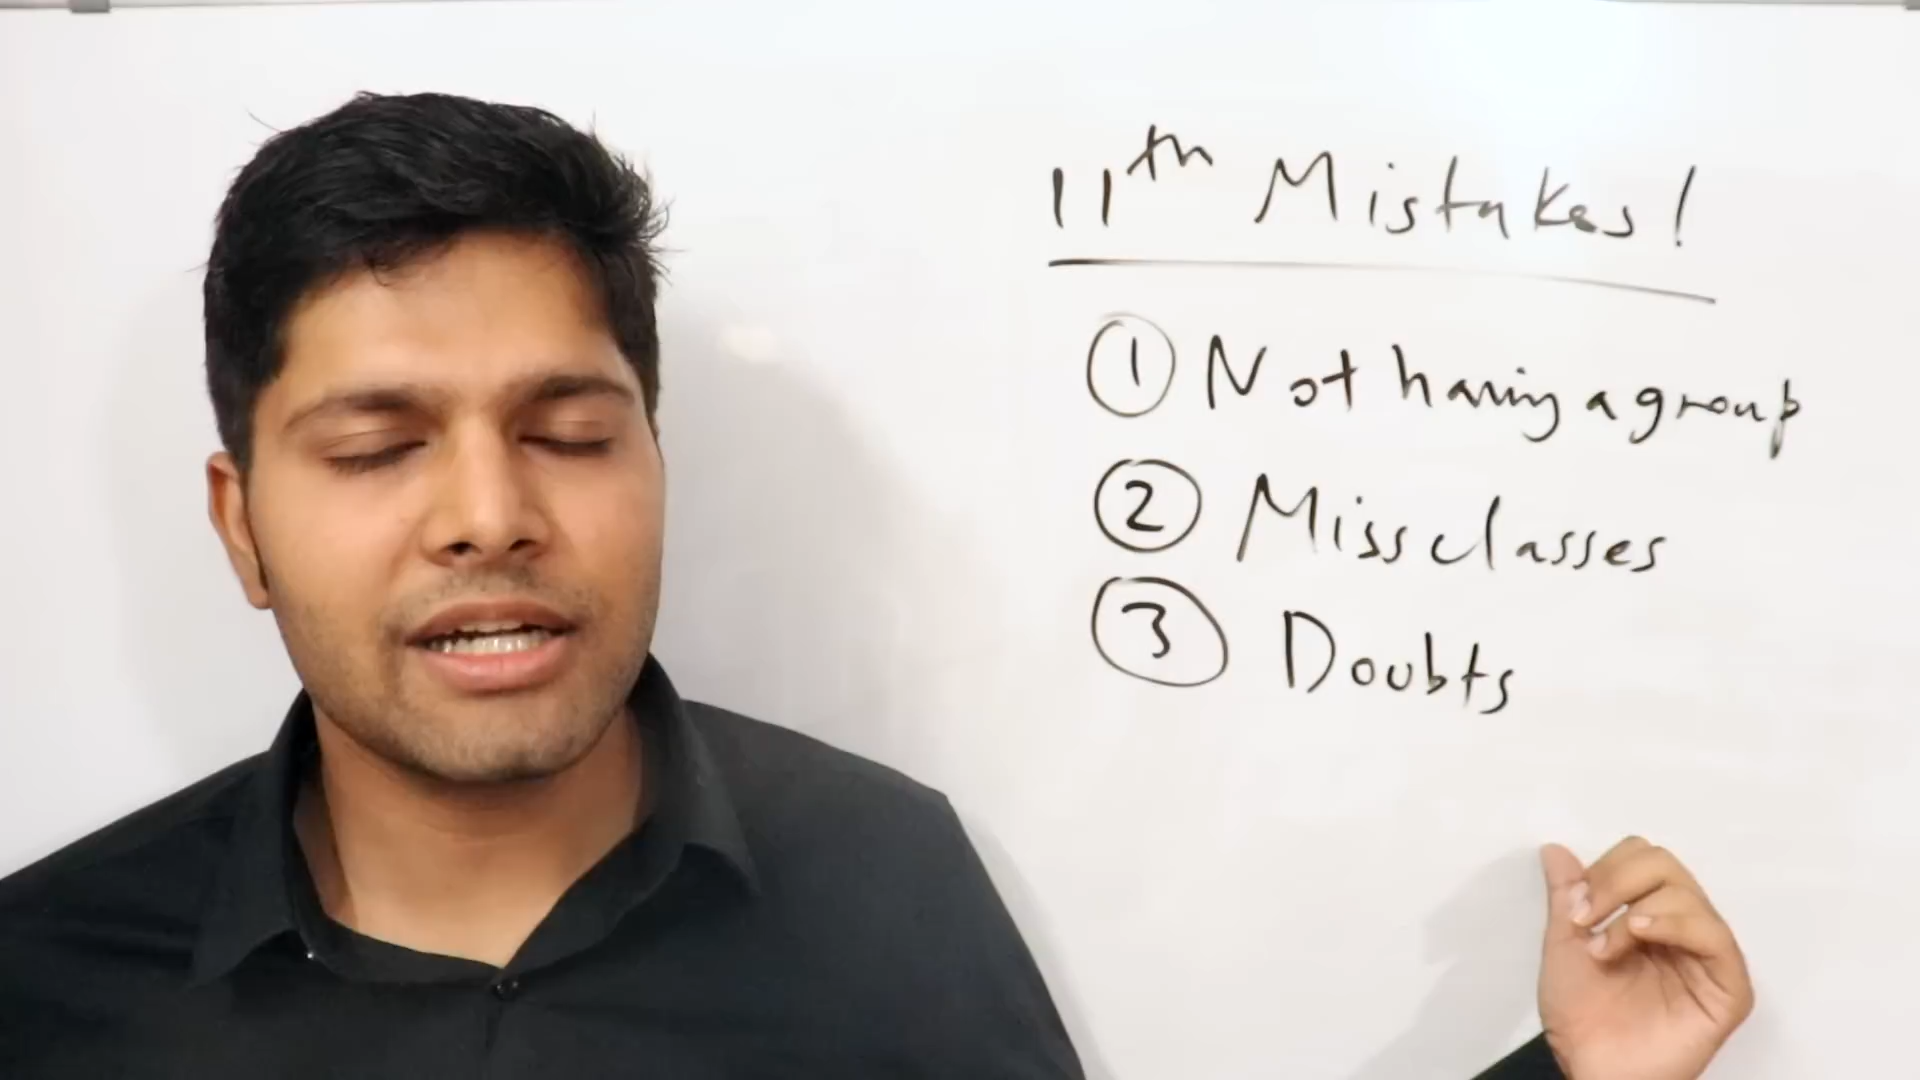 11th Mistakes!
① Not having a group
② Miss classes
③ Doubts